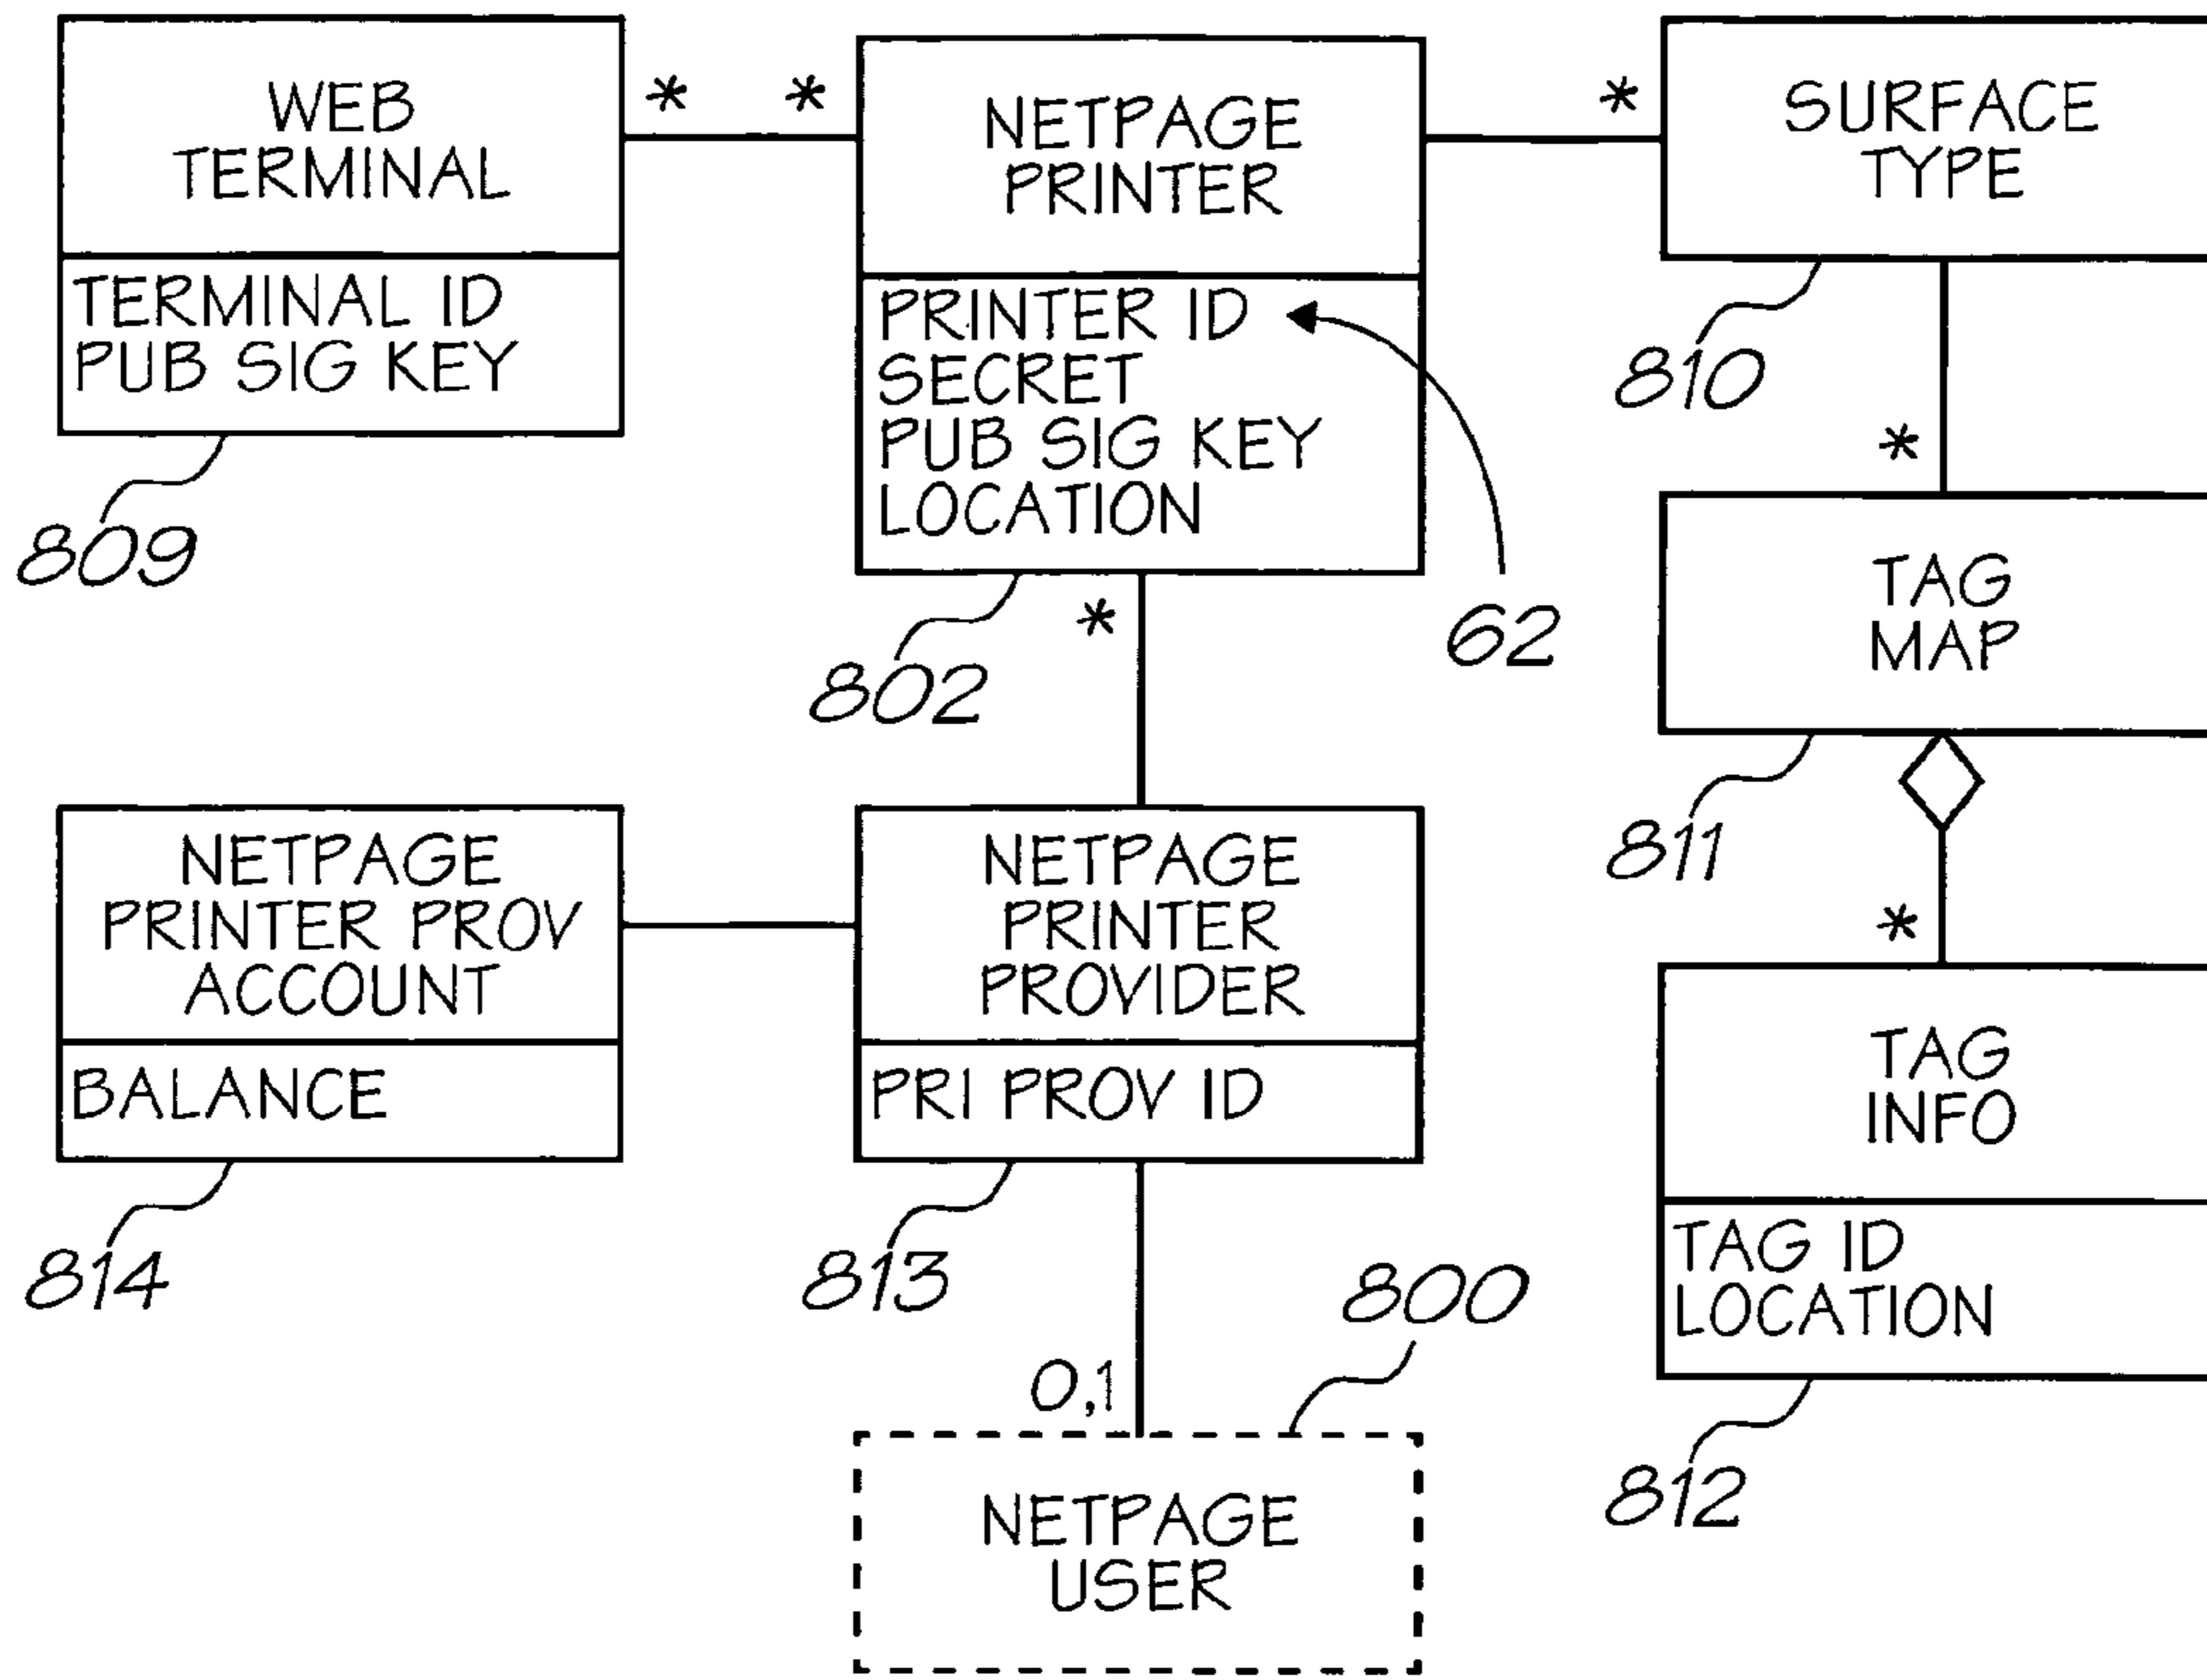 WEB
TERMINAL
TERMINAL ID
PUB SIG KEY
809
*
*
NETPAGE
PRINTER
PRINTER ID
SECRET
PUB SIG KEY
LOCATION
802
62
*
*
SURFACE
TYPE
810
*
TAG
MAP
811
*
TAG
INFO
TAG ID
LOCATION
812
NETPAGE
PRINTER PROV
ACCOUNT
BALANCE
814
NETPAGE
PRINTER
PROVIDER
PRI PROV ID
813
800
0,1
NETPAGE
USER